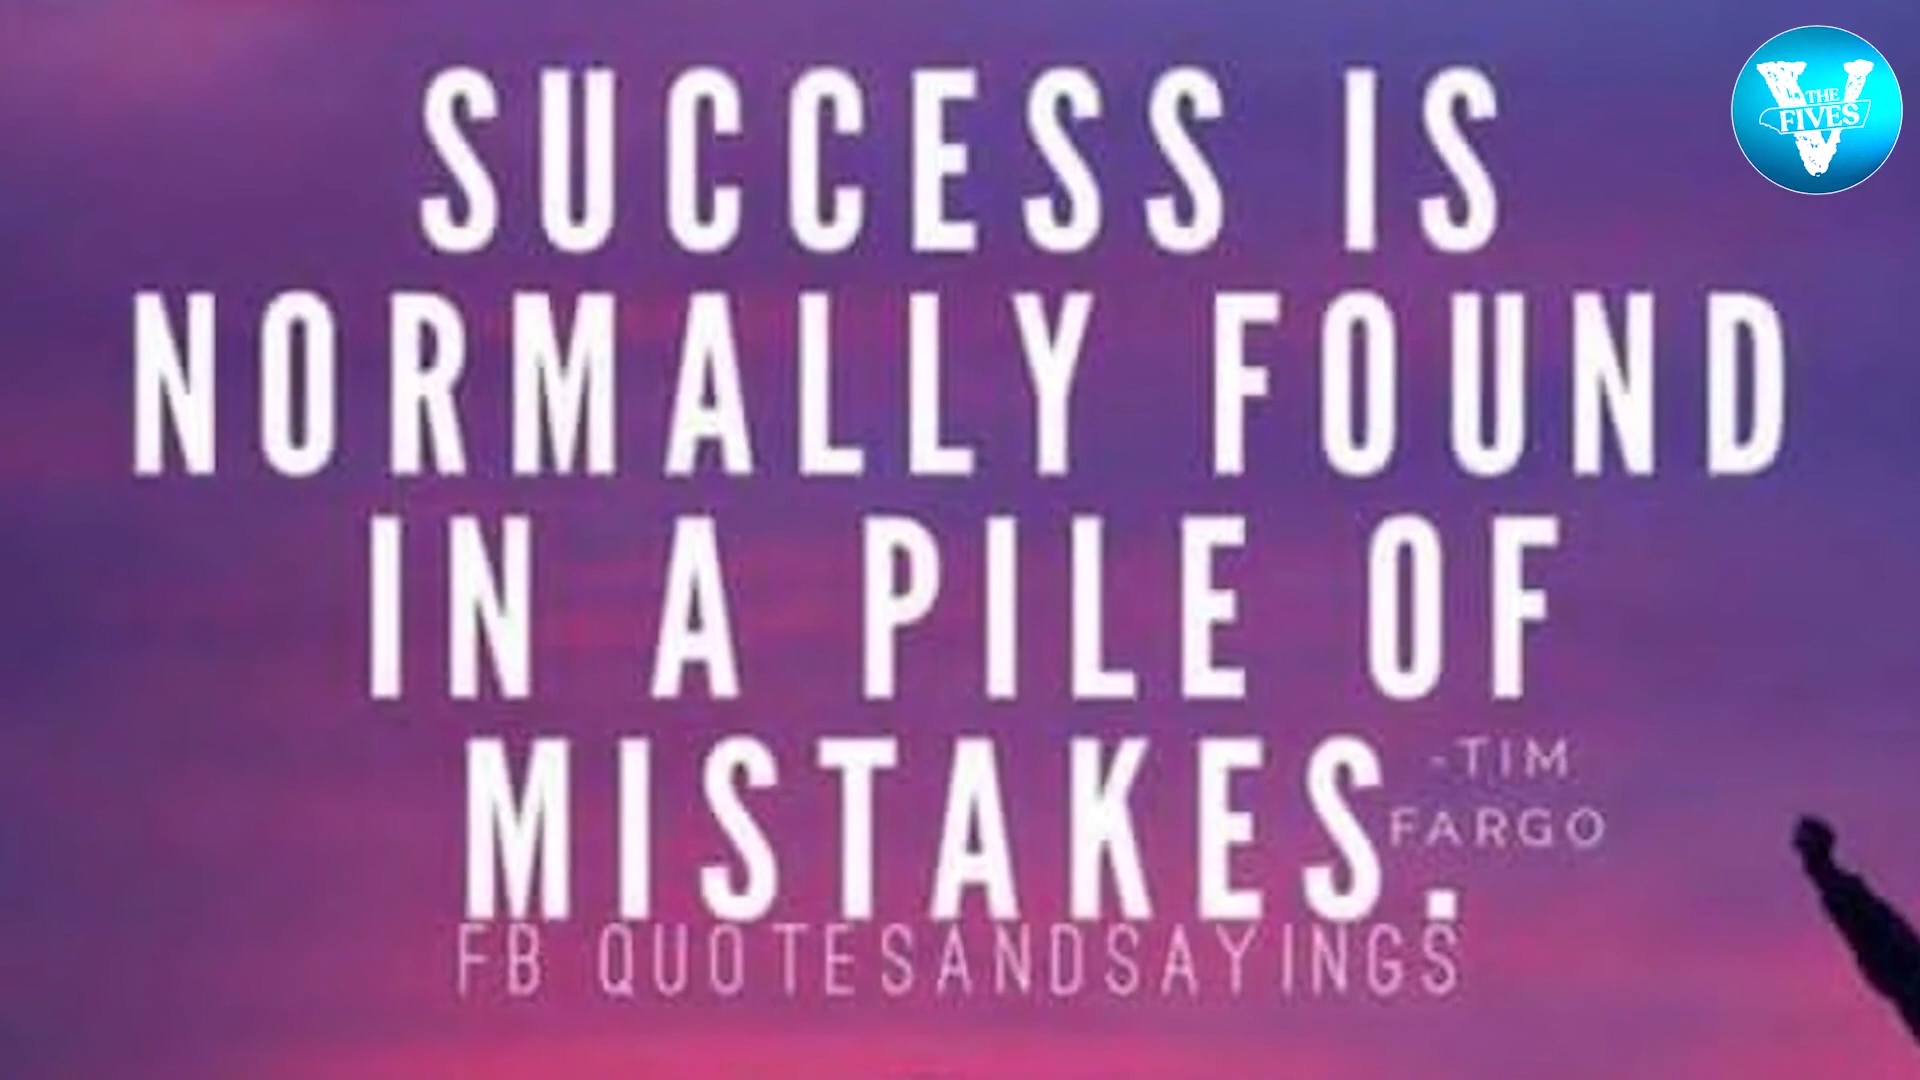 SUCCESS IS
NORMALLY FOUND
IN A PILE OF
MISTAKES.
-TIM
FARGO
FB QUOTESANDSAYINGS
V
THE
FIVES